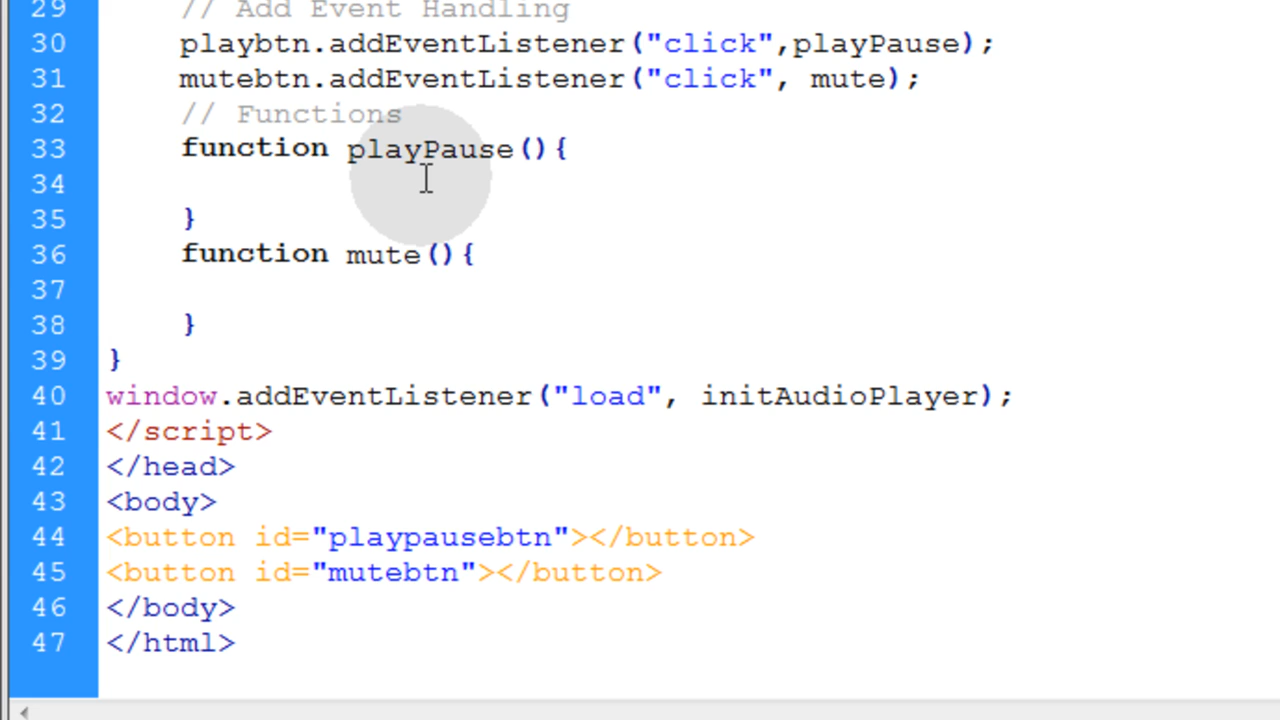 29 // Add Event Handling
30 playbtn.addEventListener("click",playPause);
31 mutebtn.addEventListener("click", mute);
32 // Functions
33 function playPause(){
34
35 }
36 function mute(){
37
38 }
39 }
40 window.addEventListener("load", initAudioPlayer);
41 </script>
42 </head>
43 <body>
44 <button id="playpausebtn"></button>
45 <button id="mutebtn"></button>
46 </body>
47 </html>